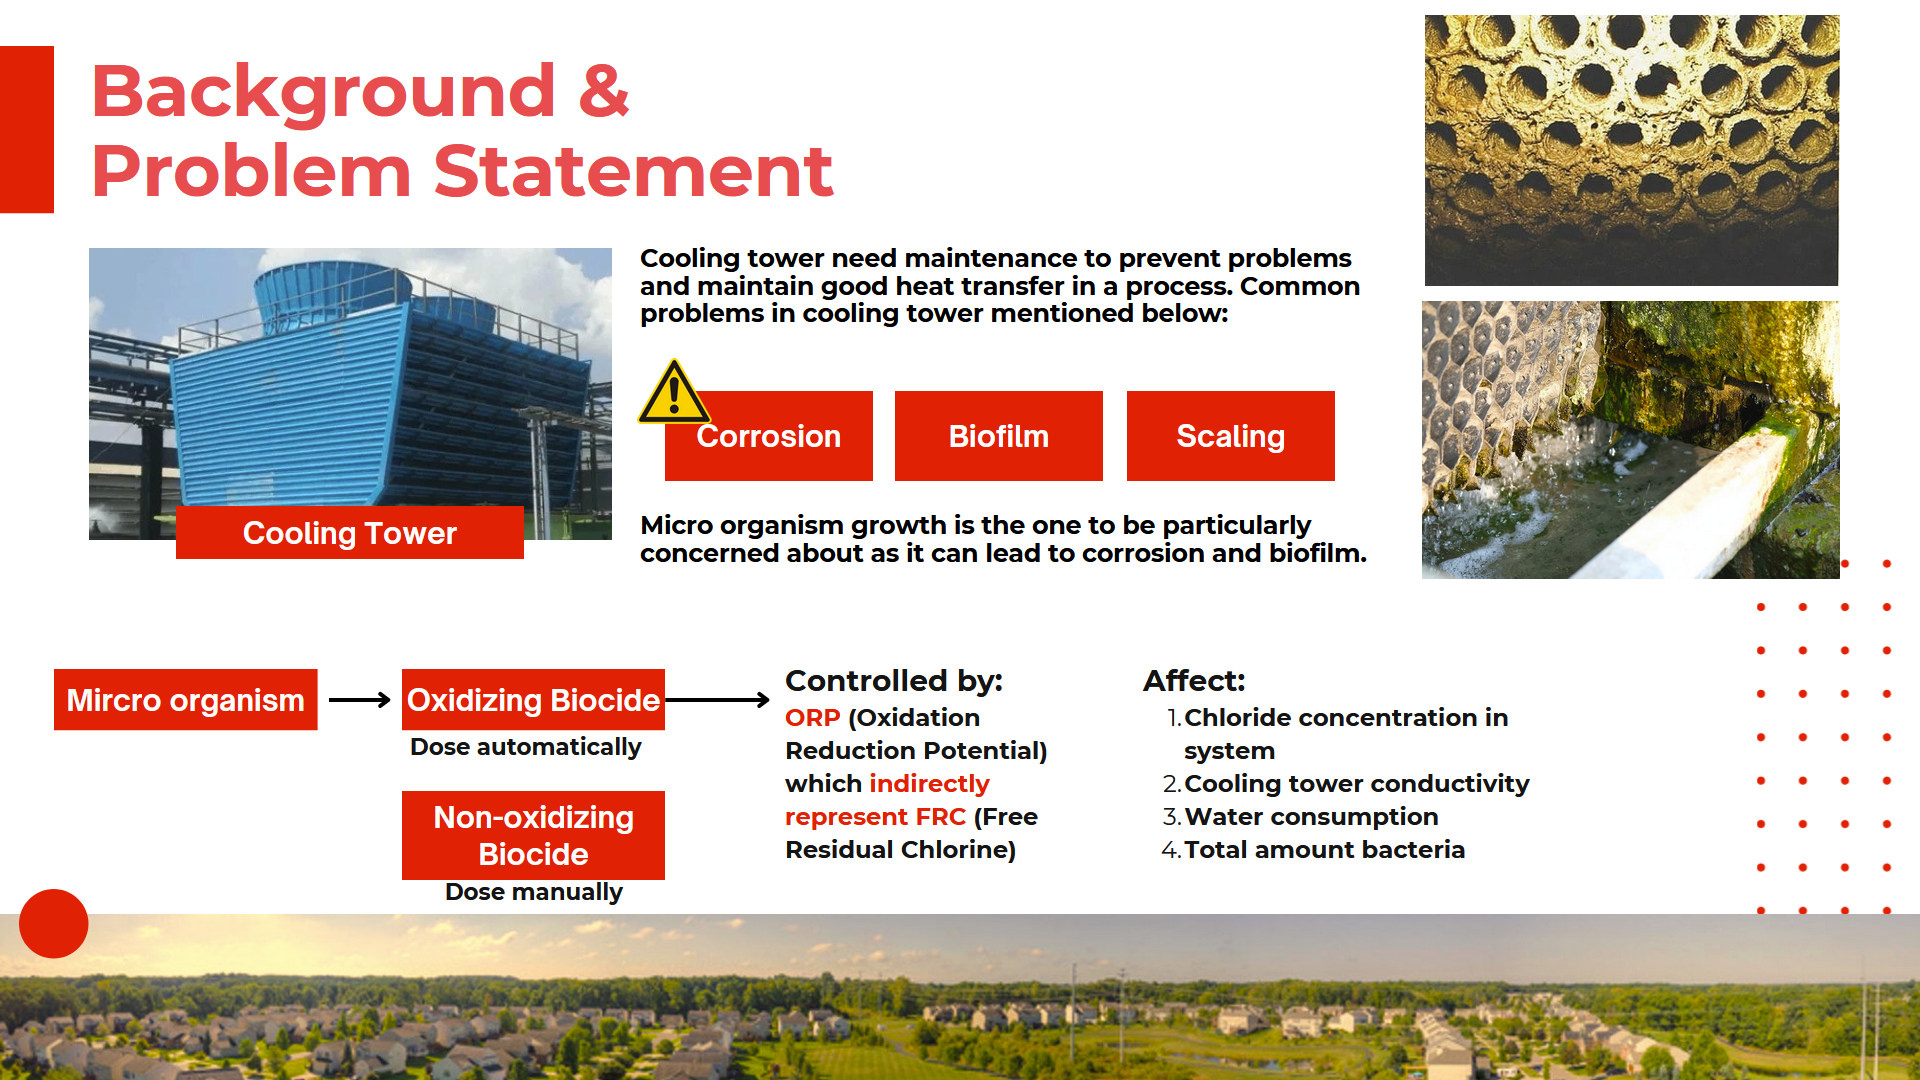 Background &
Problem Statement
Cooling tower need maintenance to prevent problems
and maintain good heat transfer in a process. Common
problems in cooling tower mentioned below:
Corrosion
Biofilm
Scaling
Cooling Tower
Micro organism growth is the one to be particularly
concerned about as it can lead to corrosion and biofilm.
Mircro organism
Oxidizing Biocide
Dose automatically
Non-oxidizing
Biocide
Dose manually
Controlled by:
ORP (Oxidation
Reduction Potential)
which indirectly
represent FRC (Free
Residual Chlorine)
Affect:
1. Chloride concentration in
system
2. Cooling tower conductivity
3. Water consumption
4. Total amount bacteria